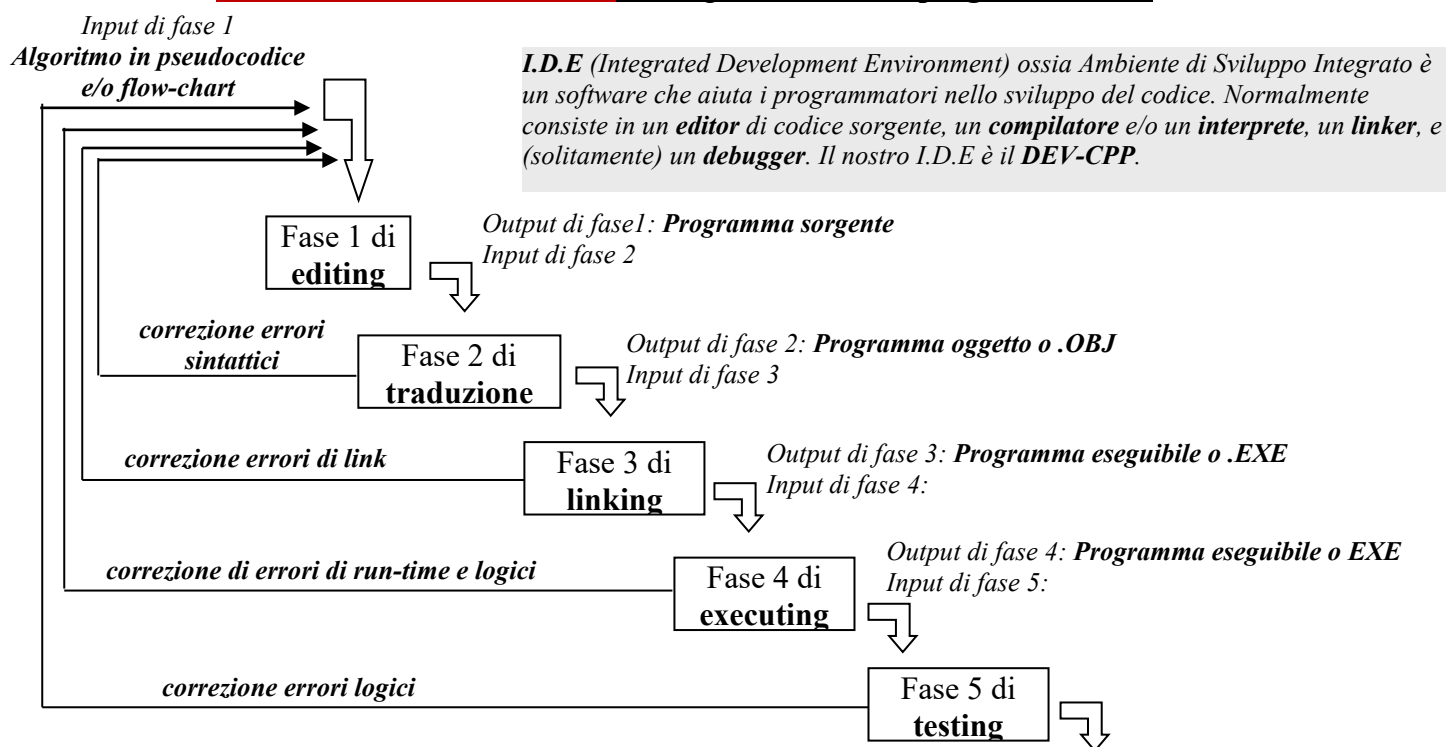 Input di fase 1
Algoritmo in pseudocodice
e/o flow-chart
I.D.E (Integrated Development Environment) ossia Ambiente di Sviluppo Integrato è
un software che aiuta i programmatori nello sviluppo del codice. Normalmente
consiste in un editor di codice sorgente, un compilatore e/o un interprete, un linker, e
(solitamente) un debugger. Il nostro I.D.E è il DEV-CPP.
Fase 1 di
editing
Output di fase1: Programma sorgente
Input di fase 2
correzione errori
sintattici
Fase 2 di
traduzione
Output di fase 2: Programma oggetto o .OBJ
Input di fase 3
correzione errori di link
Fase 3 di
linking
Output di fase 3: Programma eseguibile o .EXE
Input di fase 4:
correzione di errori di run-time e logici
Fase 4 di
executing
Output di fase 4: Programma eseguibile o EXE
Input di fase 5:
correzione errori logici
Fase 5 di
testing